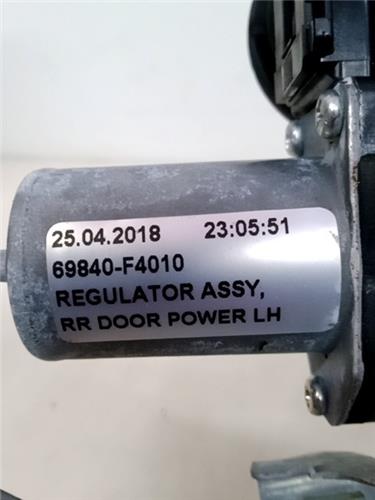 25.04.2018 23:05:51
69840-F4010
REGULATOR ASSY,
RR DOOR POWER LH